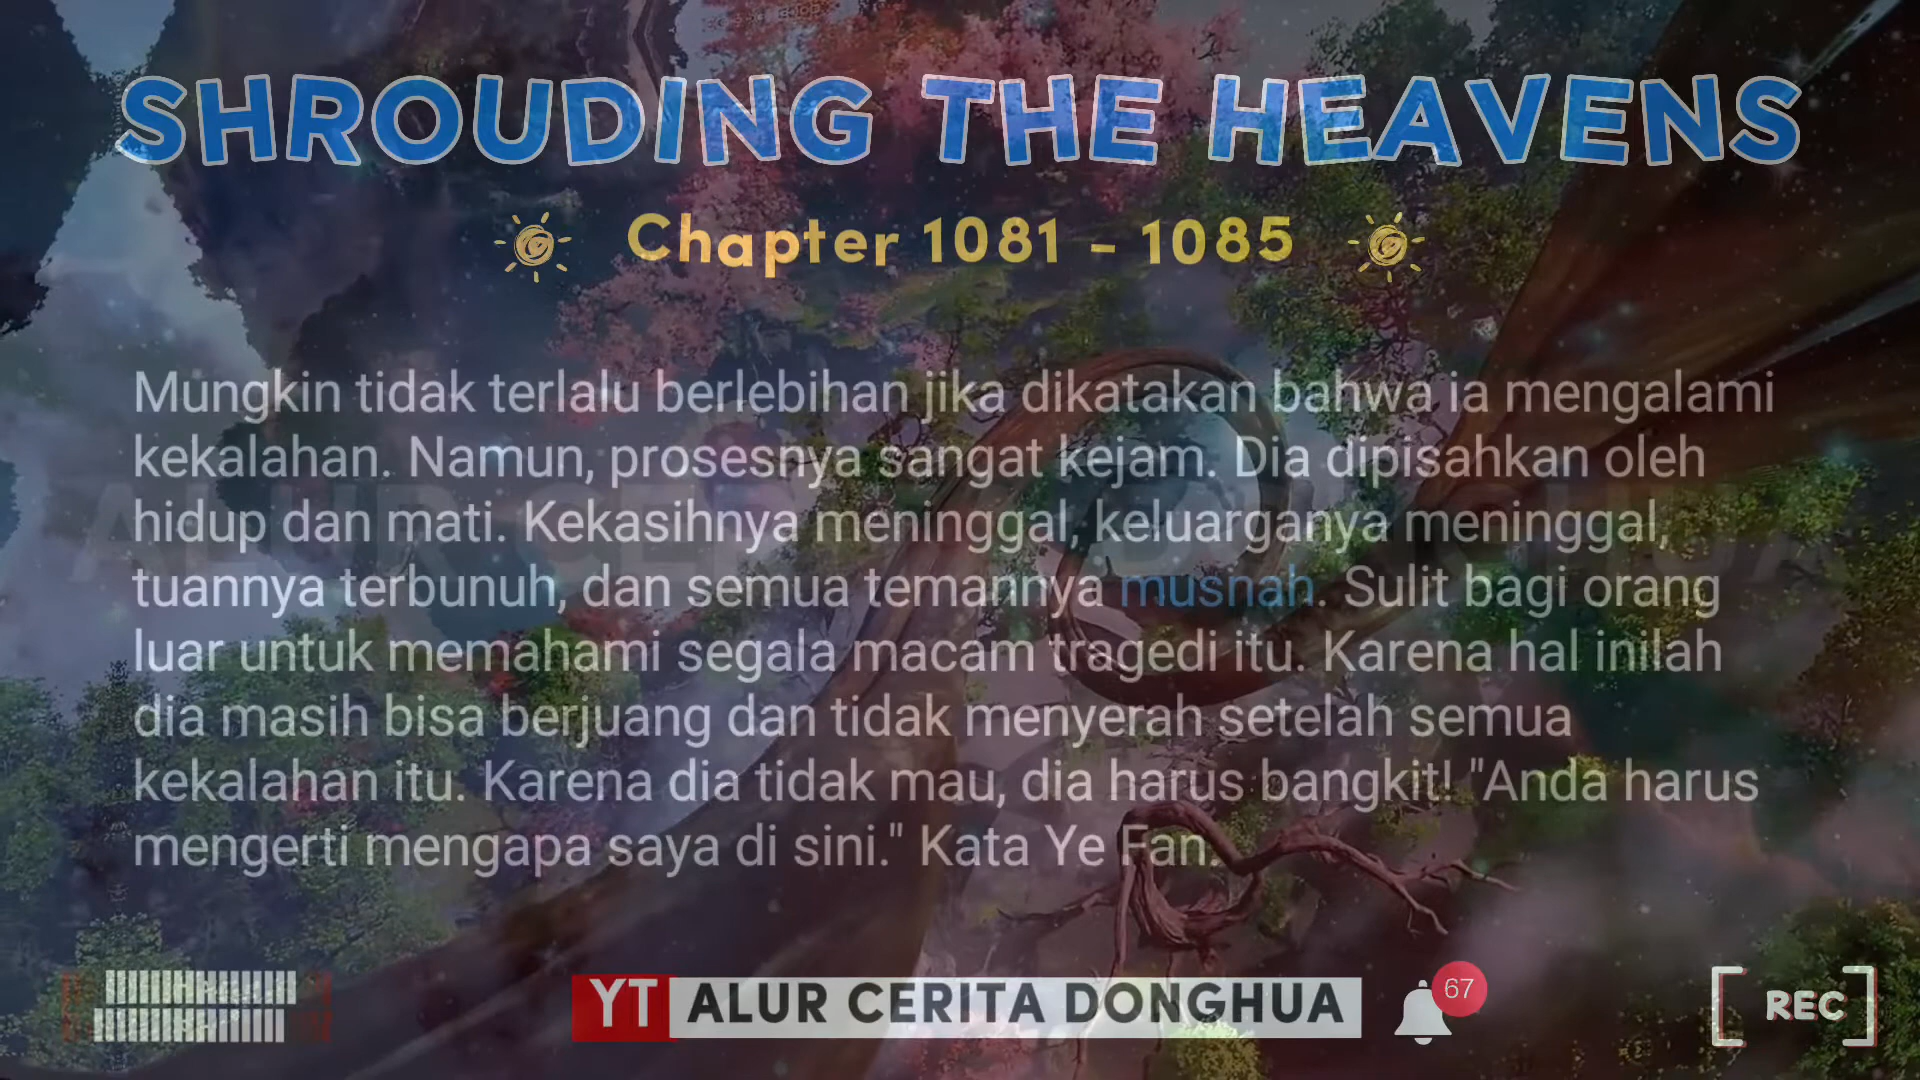 SHROUDING THE HEAVENS
Chapter 1081 - 1085
Mungkin tidak terlalu berlebihan jika dikatakan bahwa ia mengalami
kekalahan. Namun, prosesnya sangat kejam. Dia dipisahkan oleh
hidup dan mati. Kekasihnya meninggal, keluarganya meninggal,
tuannya terbunuh, dan semua temannya musnah. Sulit bagi orang
luar untuk memahami segala macam tragedi itu. Karena hal inilah
dia masih bisa berjuang dan tidak menyerah setelah semua
kekalahan itu. Karena dia tidak mau, dia harus bangkit! "Anda harus
mengerti mengapa saya di sini." Kata Ye Fan.
YT ALUR CERITA DONGHUA
67
REC